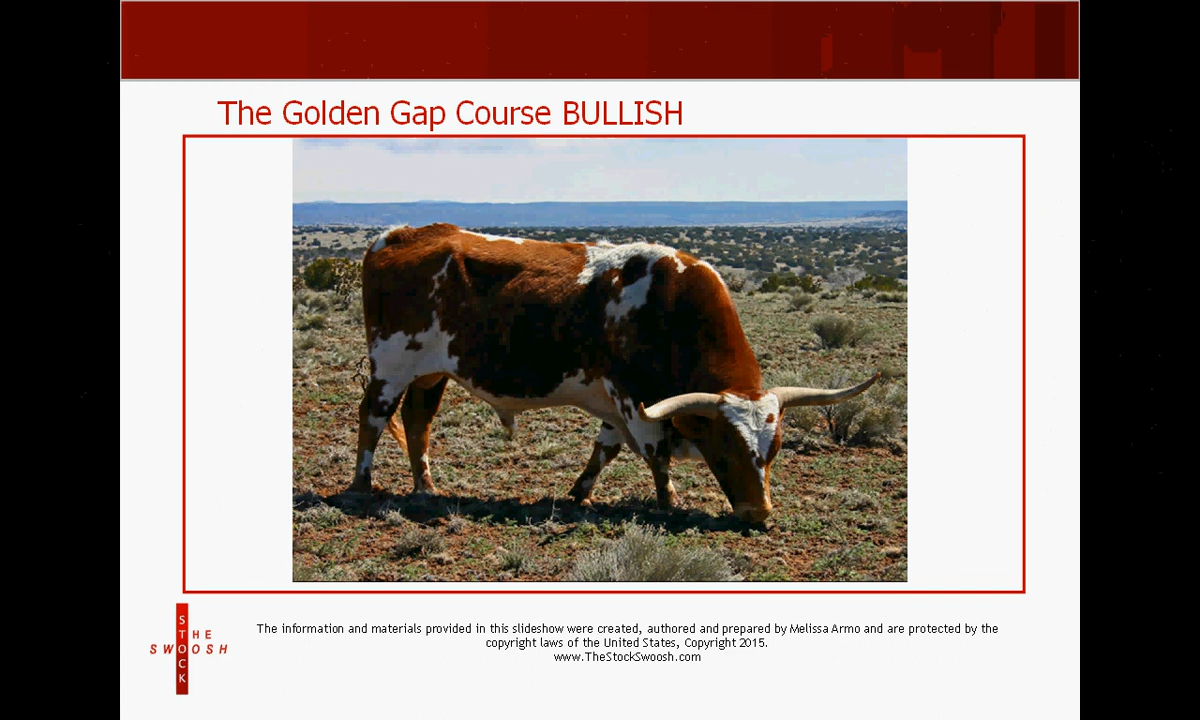 The Golden Gap Course BULLISH
THE
STOCK
SWOOSH
The information and materials provided in this slideshow were created, authored and prepared by Melissa Armo and are protected by the
copyright laws of the United States, Copyright 2015.
www.TheStockSwoosh.com